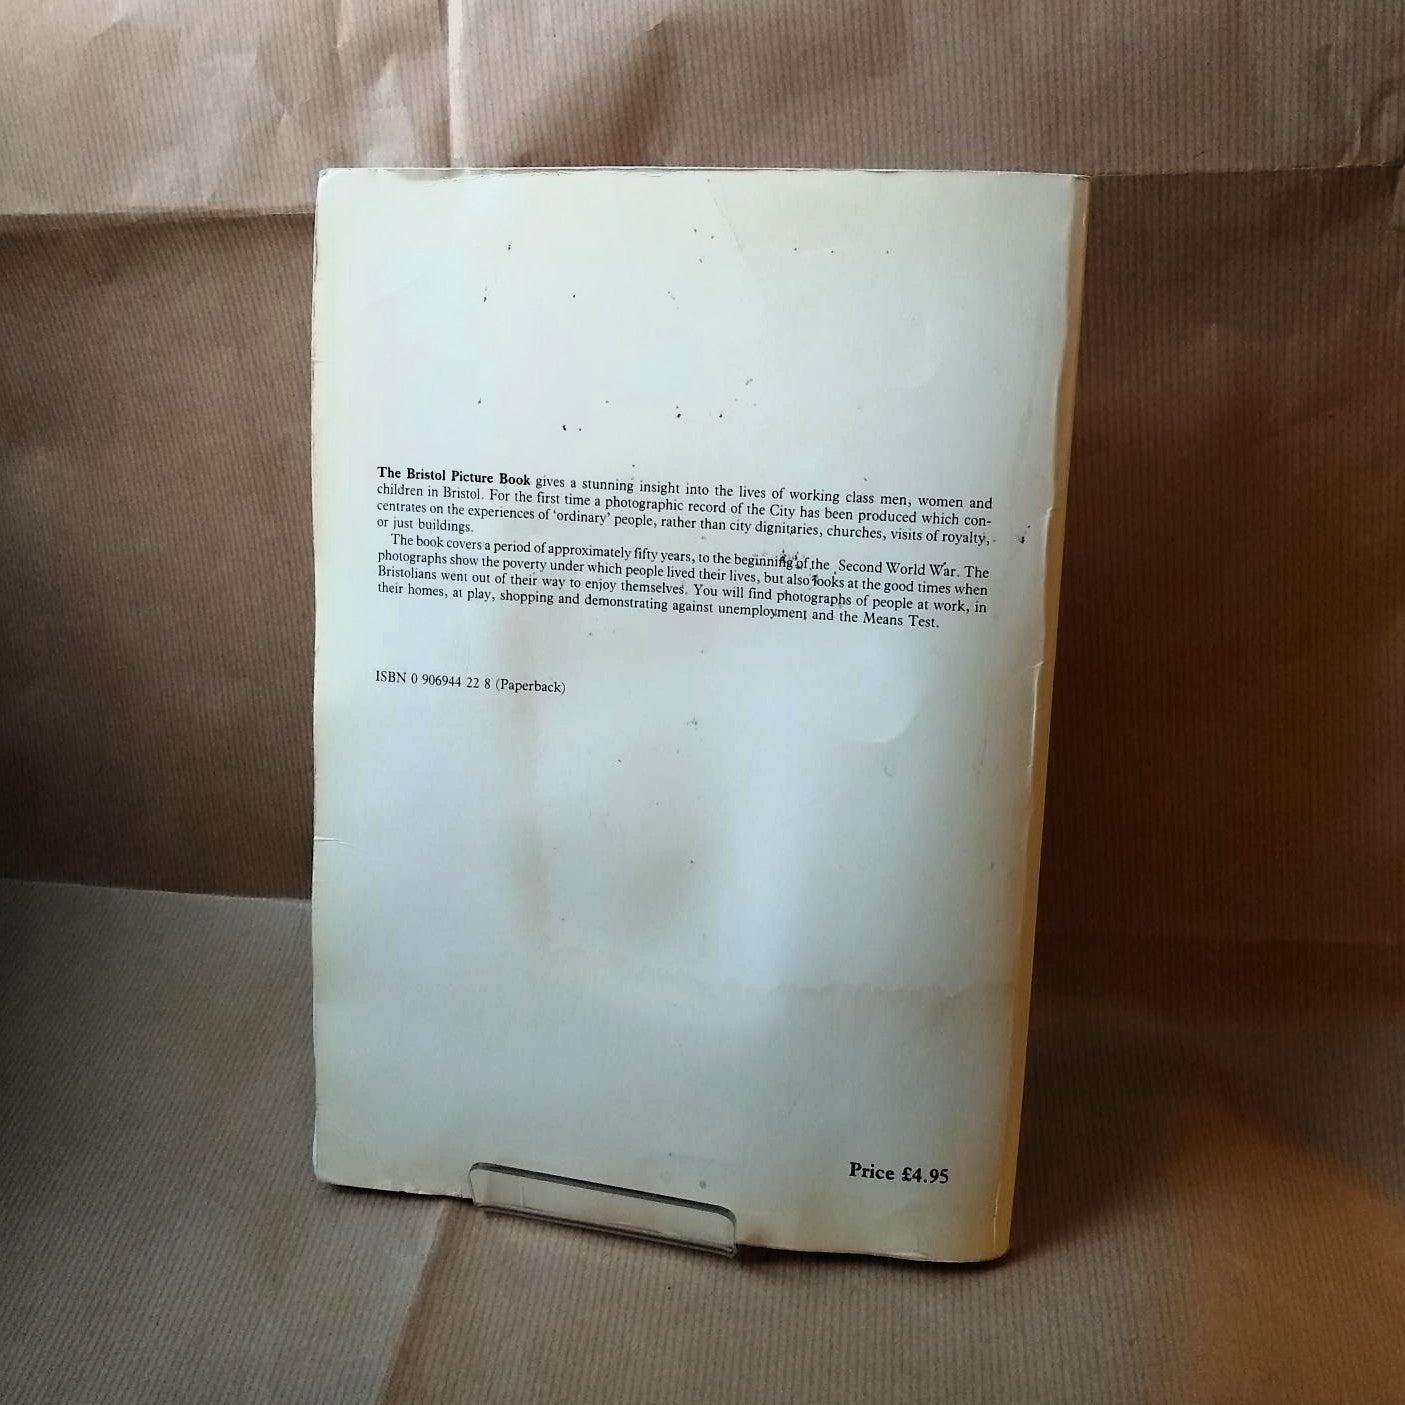 The Bristol Picture Book gives a stunning insight into the lives of working class men, women and
children in Bristol. For the first time a photographic record of the City has been produced which con-
centrates on the experiences of ‘ordinary’ people, rather than city dignitaries, churches, visits of royalty,
or just buildings.
The book covers a period of approximately fifty years, to the beginning of the Second World War. The
photographs show the poverty under which people lived their lives, but also looks at the good times when
Bristolians went out of their way to enjoy themselves. You will find photographs of people at work, in
their homes, at play, shopping and demonstrating against unemployment and the Means Test.
ISBN 0 906944 22 8 (Paperback)
Price £4.95